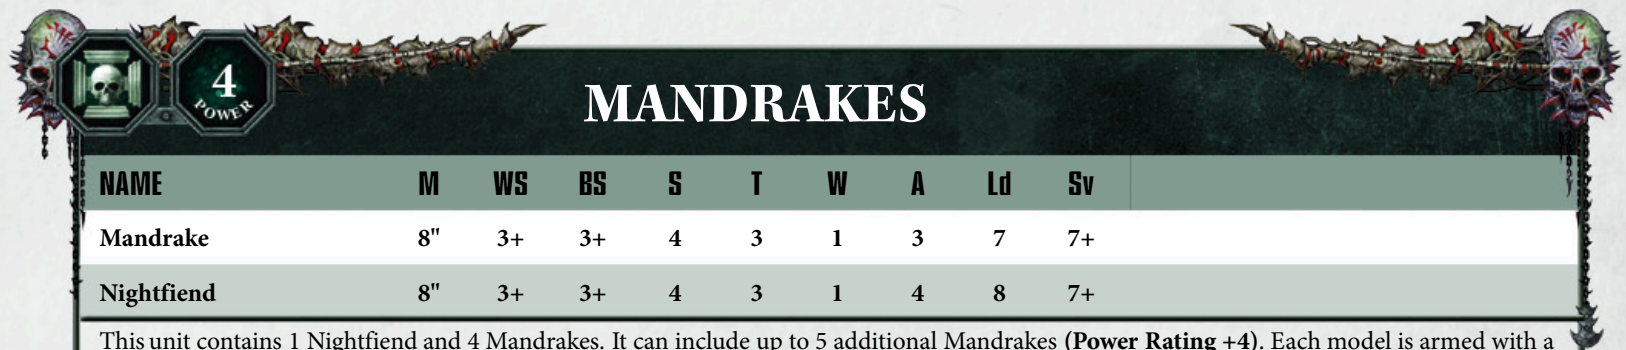 4
POWER
MANDRAKES
NAME M WS BS S T W A Ld Sv
Mandrake 8" 3+ 3+ 4 3 1 3 7 7+
Nightfiend 8" 3+ 3+ 4 3 1 4 8 7+
This unit contains 1 Nightfiend and 4 Mandrakes. It can include up to 5 additional Mandrakes (Power Rating +4). Each model is armed with a